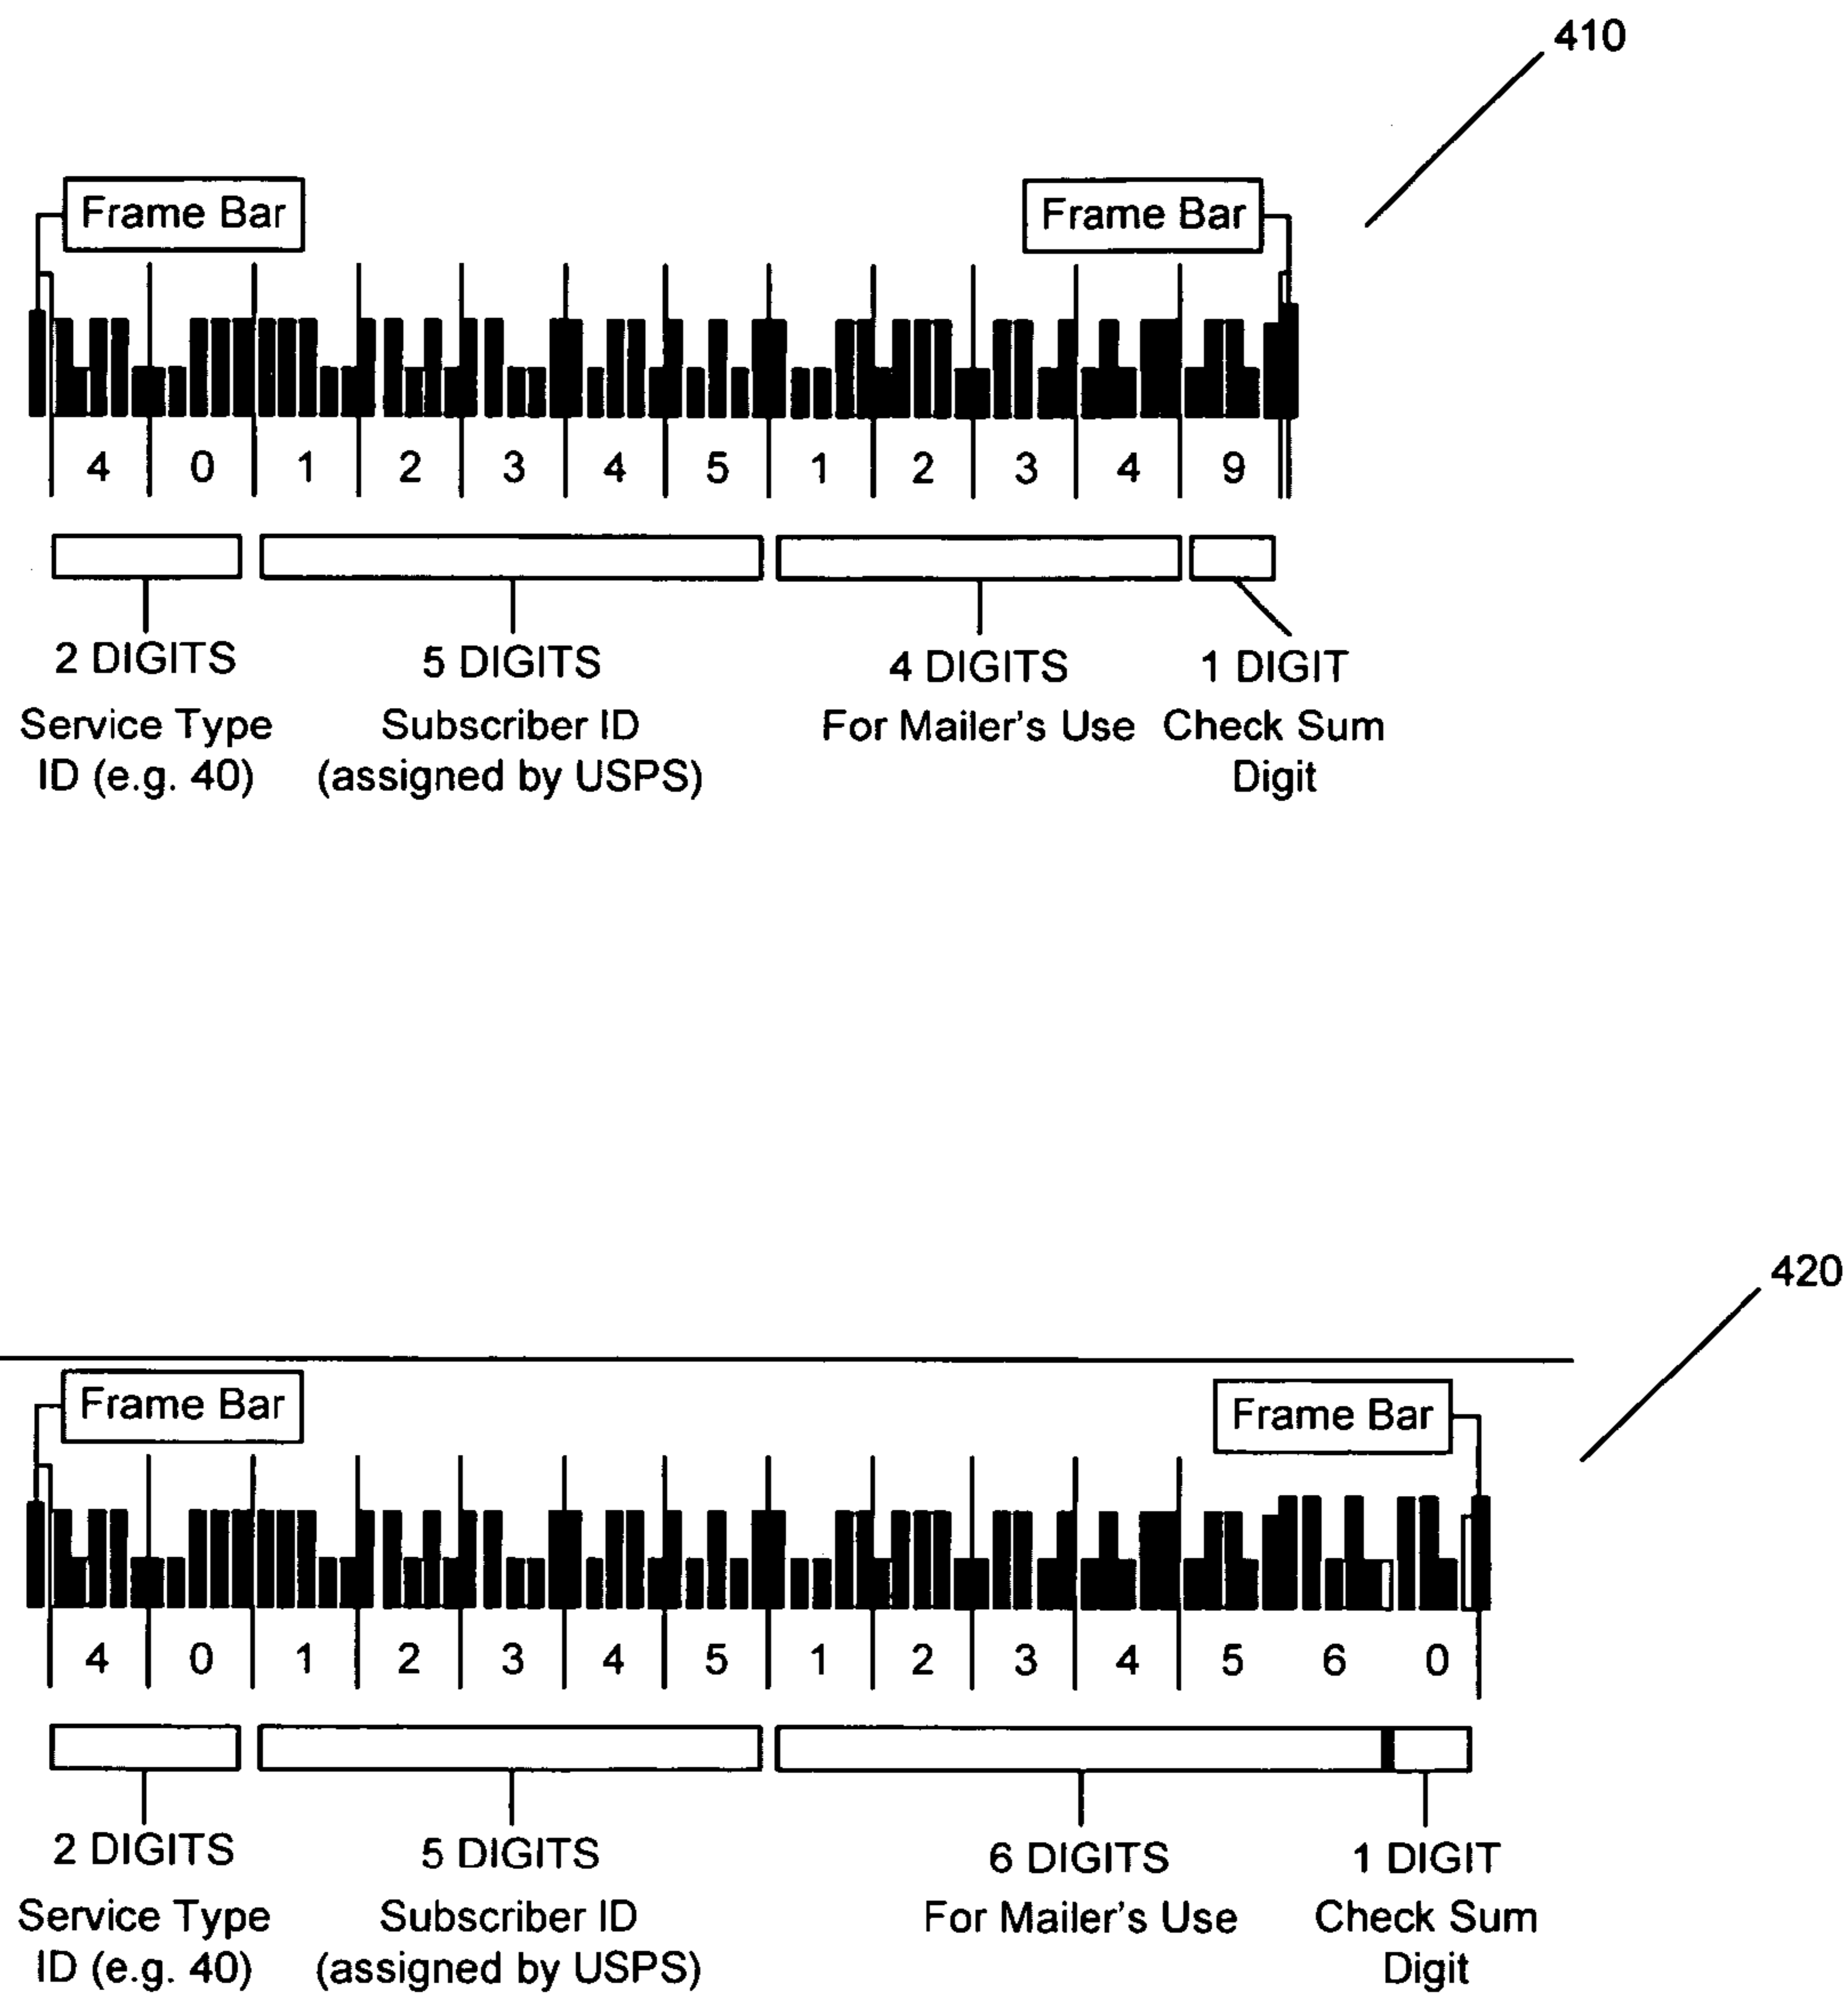 410
Frame Bar Frame Bar
4 0 1 2 3 4 5 1 2 3 4 9
2 DIGITS 5 DIGITS 4 DIGITS 1 DIGIT
Service Type Subscriber ID For Mailer's Use Check Sum
ID (e.g. 40) (assigned by USPS) Digit
420
Frame Bar Frame Bar
4 0 1 2 3 4 5 1 2 3 4 5 6 0
2 DIGITS 5 DIGITS 6 DIGITS 1 DIGIT
Service Type Subscriber ID For Mailer's Use Check Sum
ID (e.g. 40) (assigned by USPS) Digit